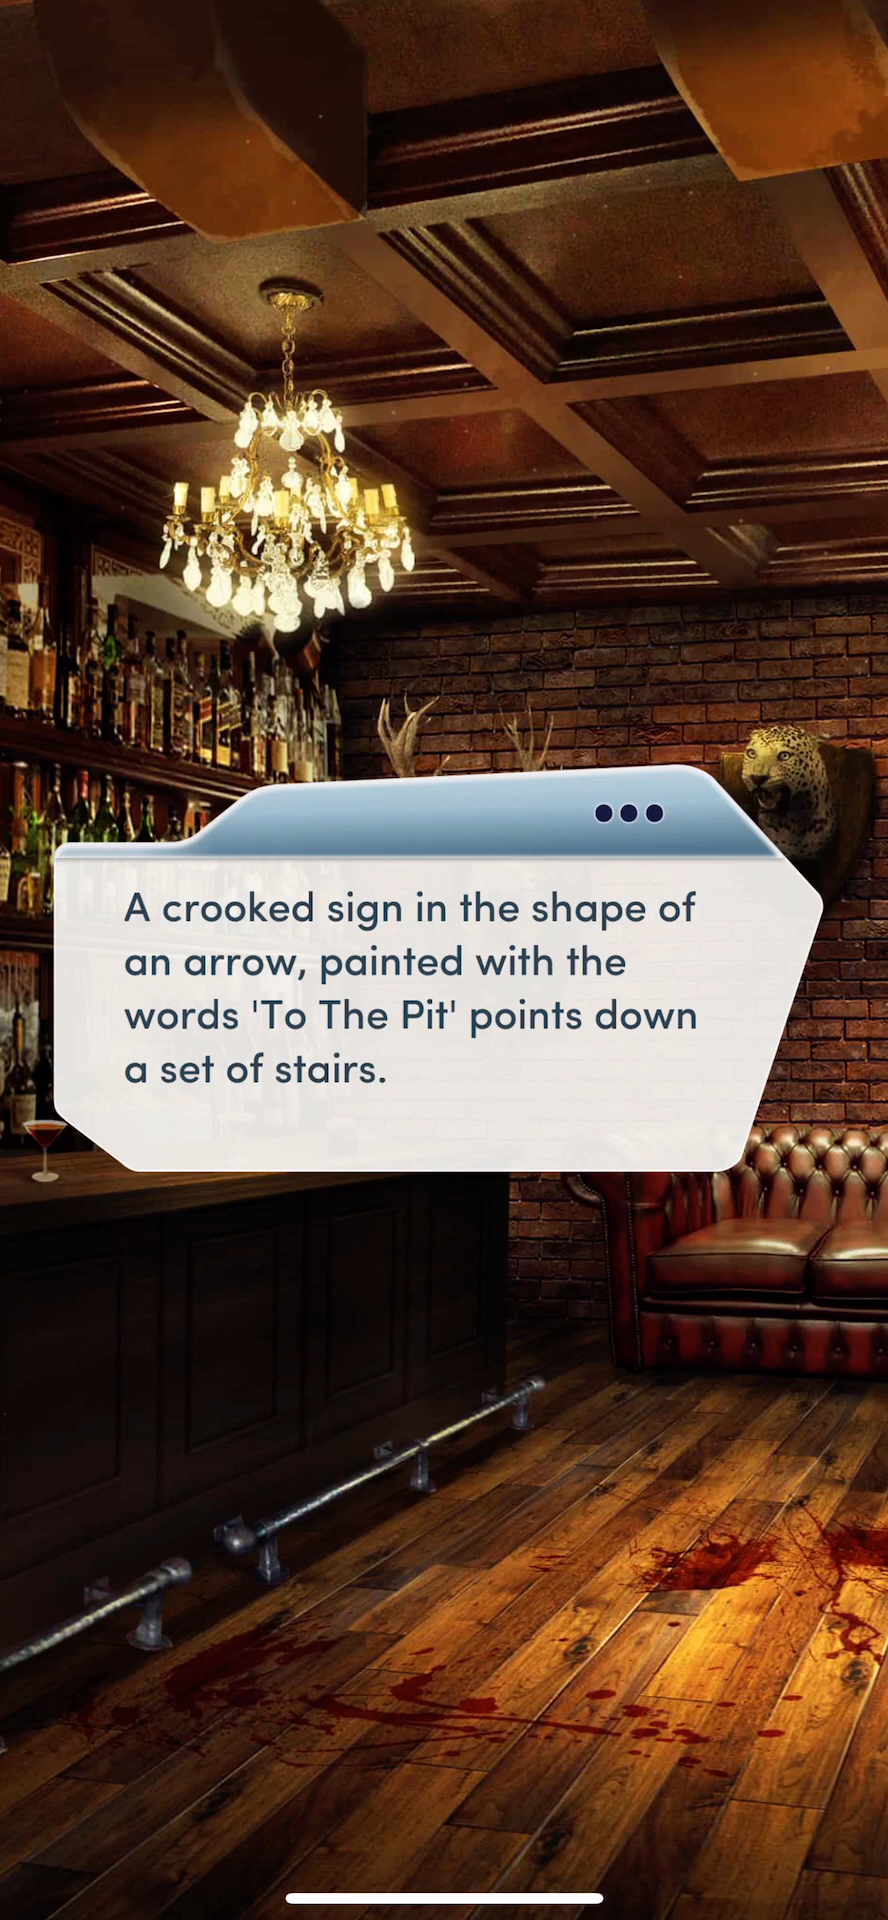 A crooked sign in the shape of
an arrow, painted with the
words 'To The Pit' points down
a set of stairs.